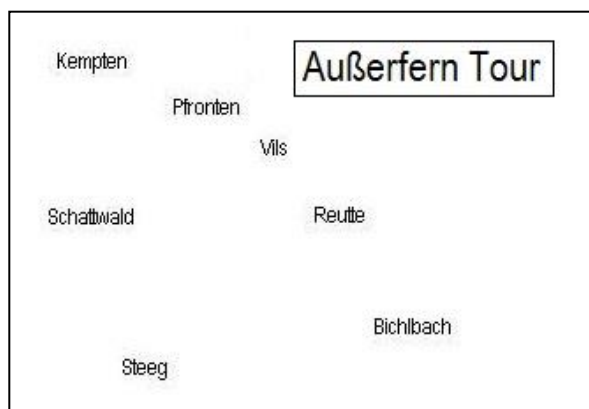 Kempten
Außerfern Tour
Pfronten
Vils
Schattwald
Reutte
Bichlbach
Steeg